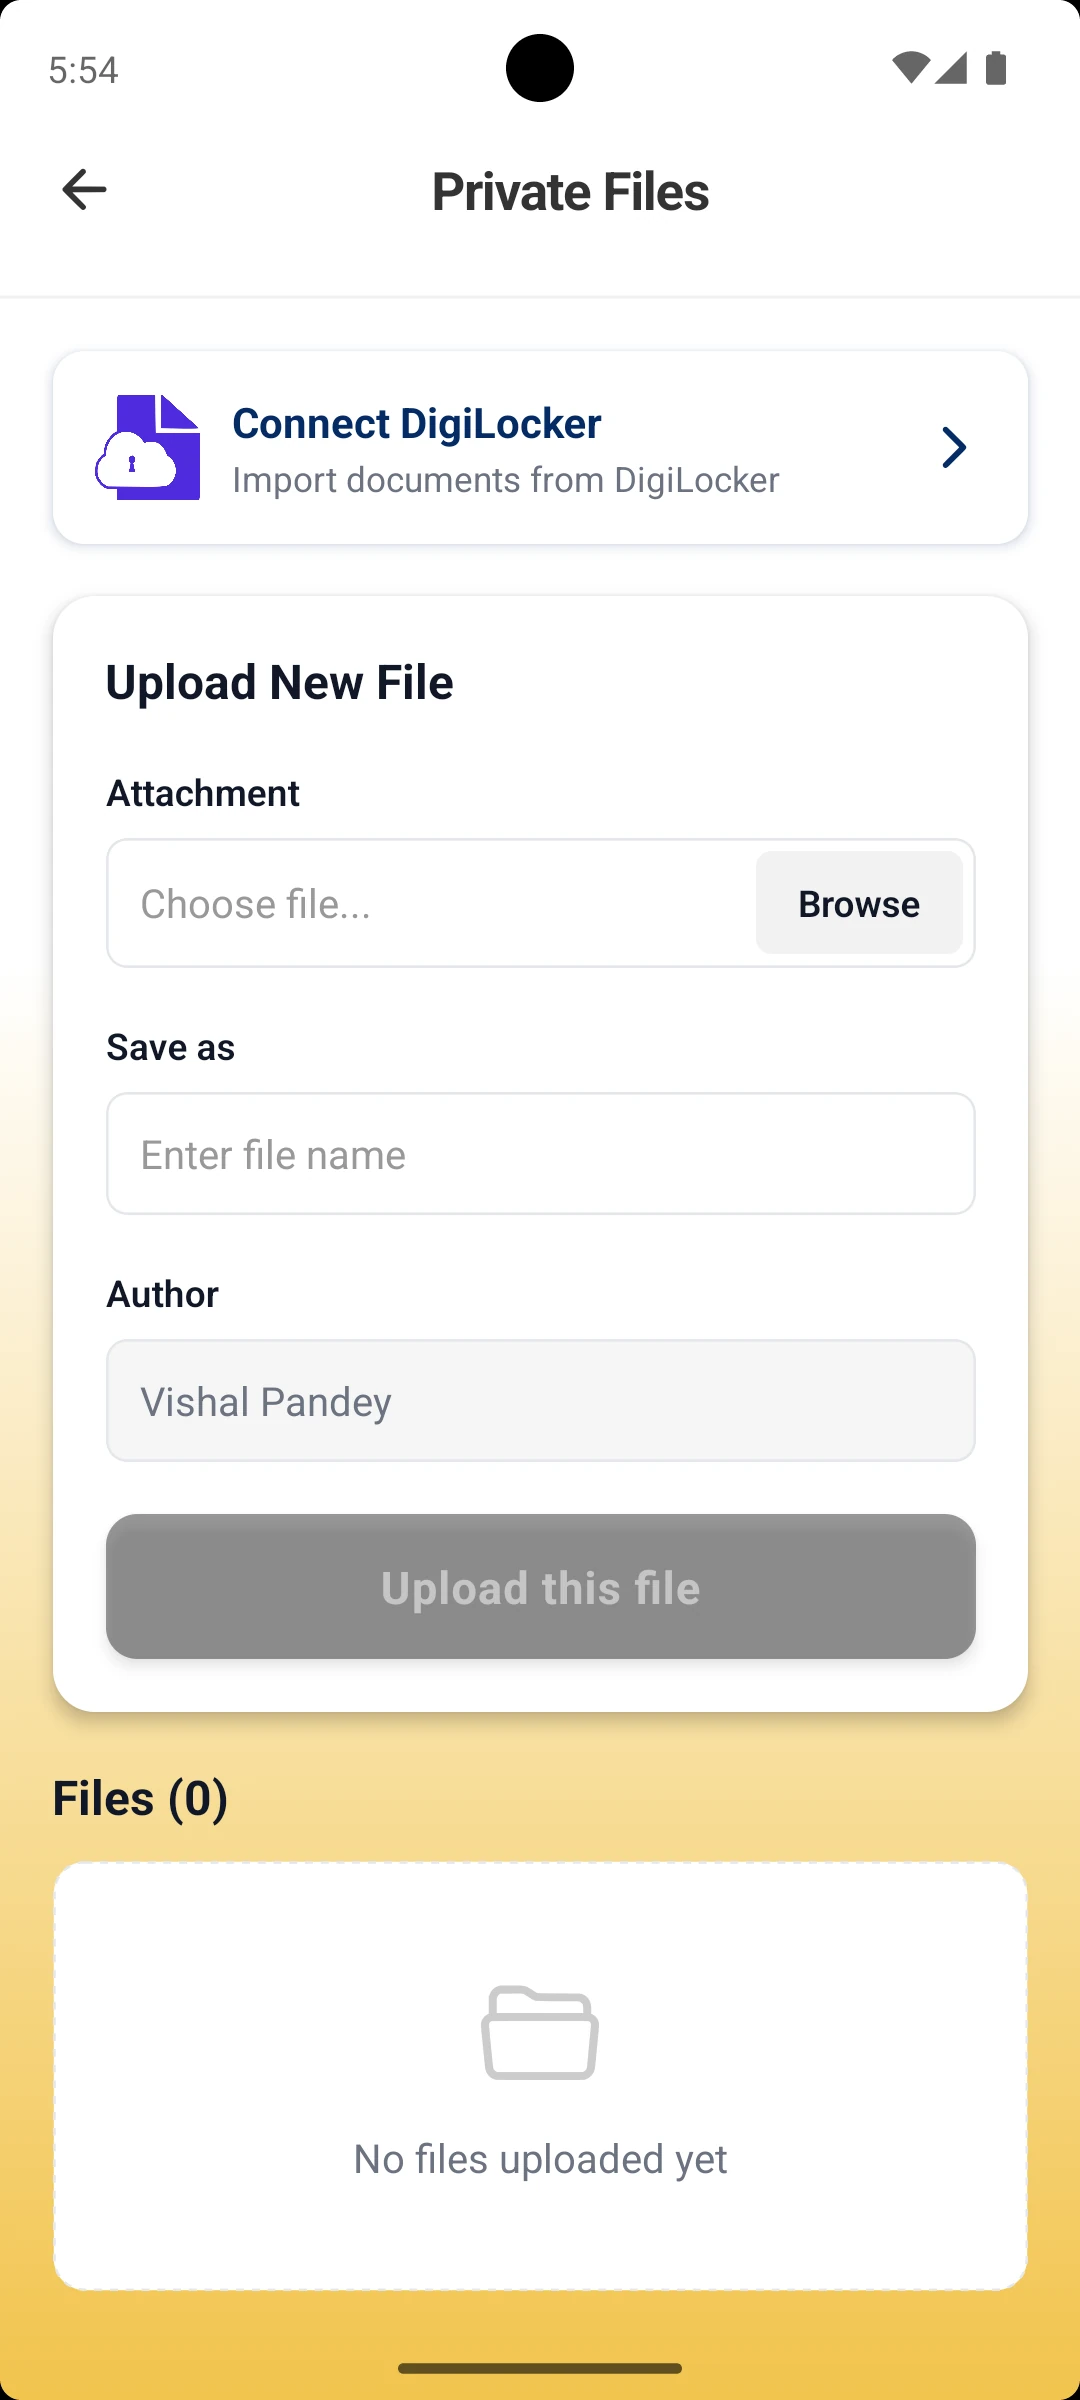 5:54
Private Files
Connect DigiLocker
Import documents from DigiLocker
Upload New File
Attachment
Choose file...
Browse
Save as
Enter file name
Author
Vishal Pandey
Upload this file
Files (0)
No files uploaded yet